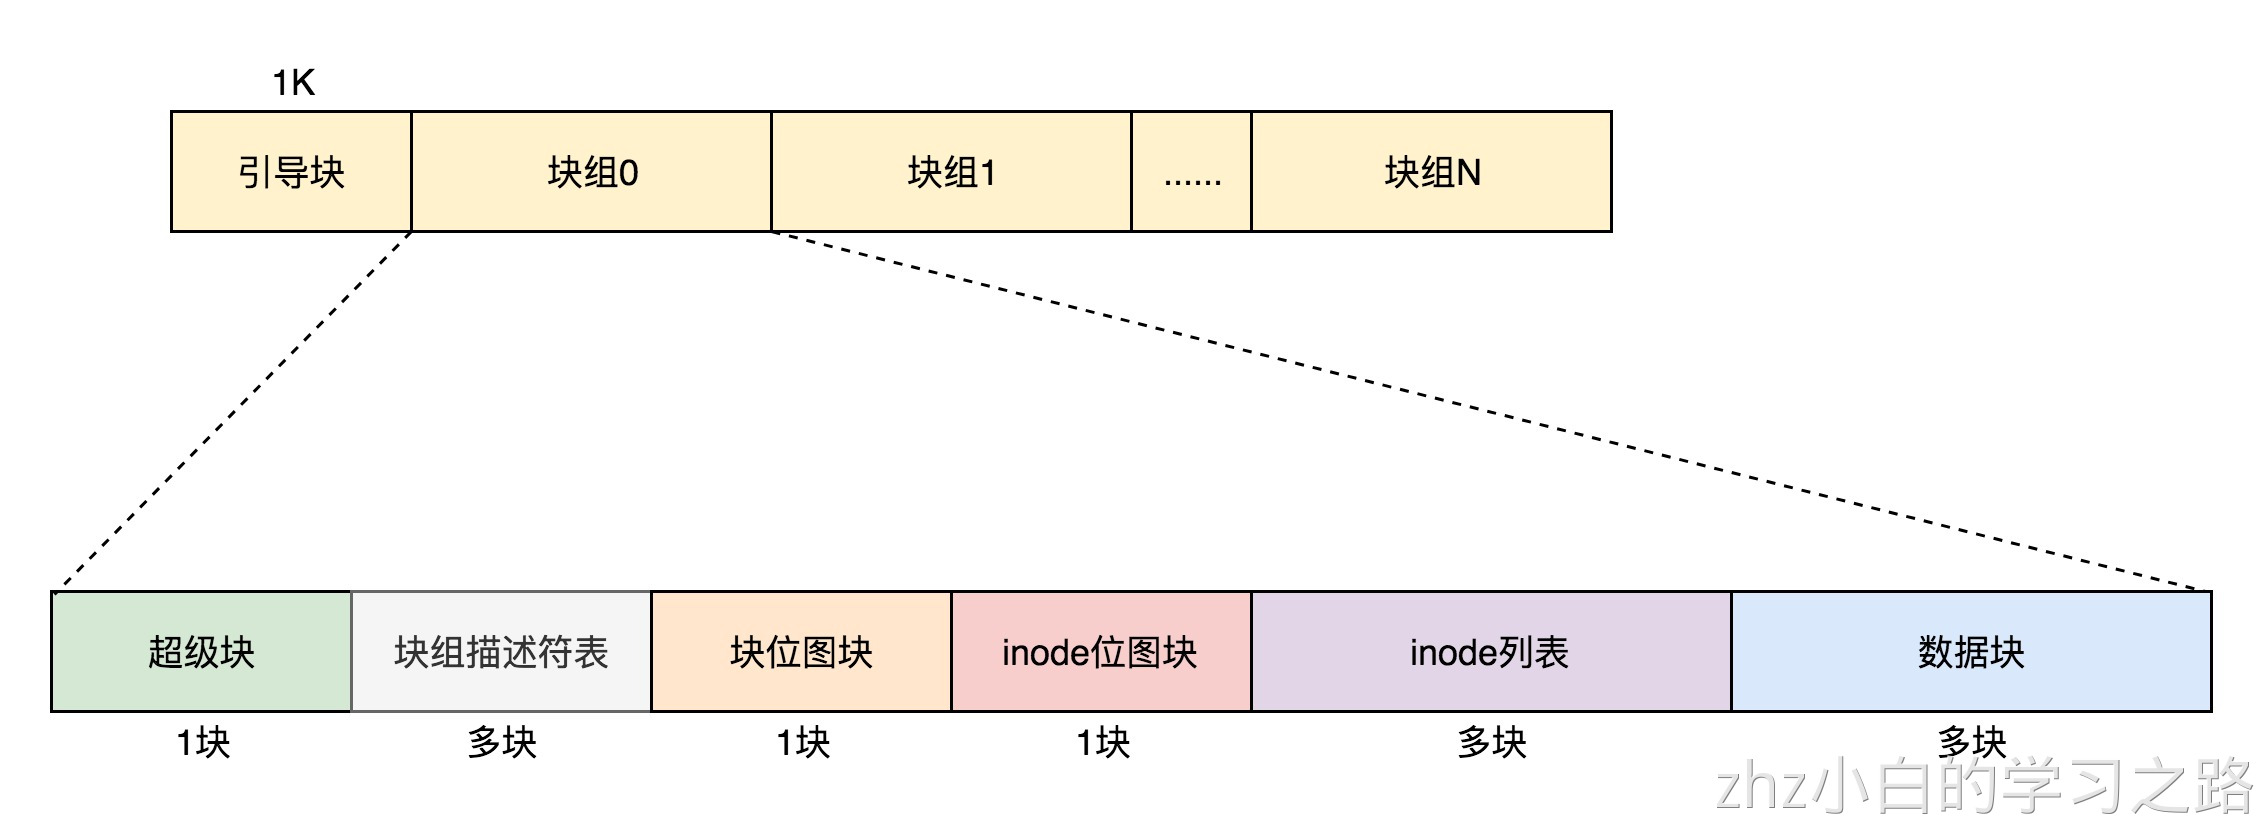 1K
引导块 块组0 块组1 ...... 块组N
超级块 块组描述符表 块位图块 inode位图块 inode列表 数据块
1块 多块 1块 1块 多块 多块
zhz小白的学习之路